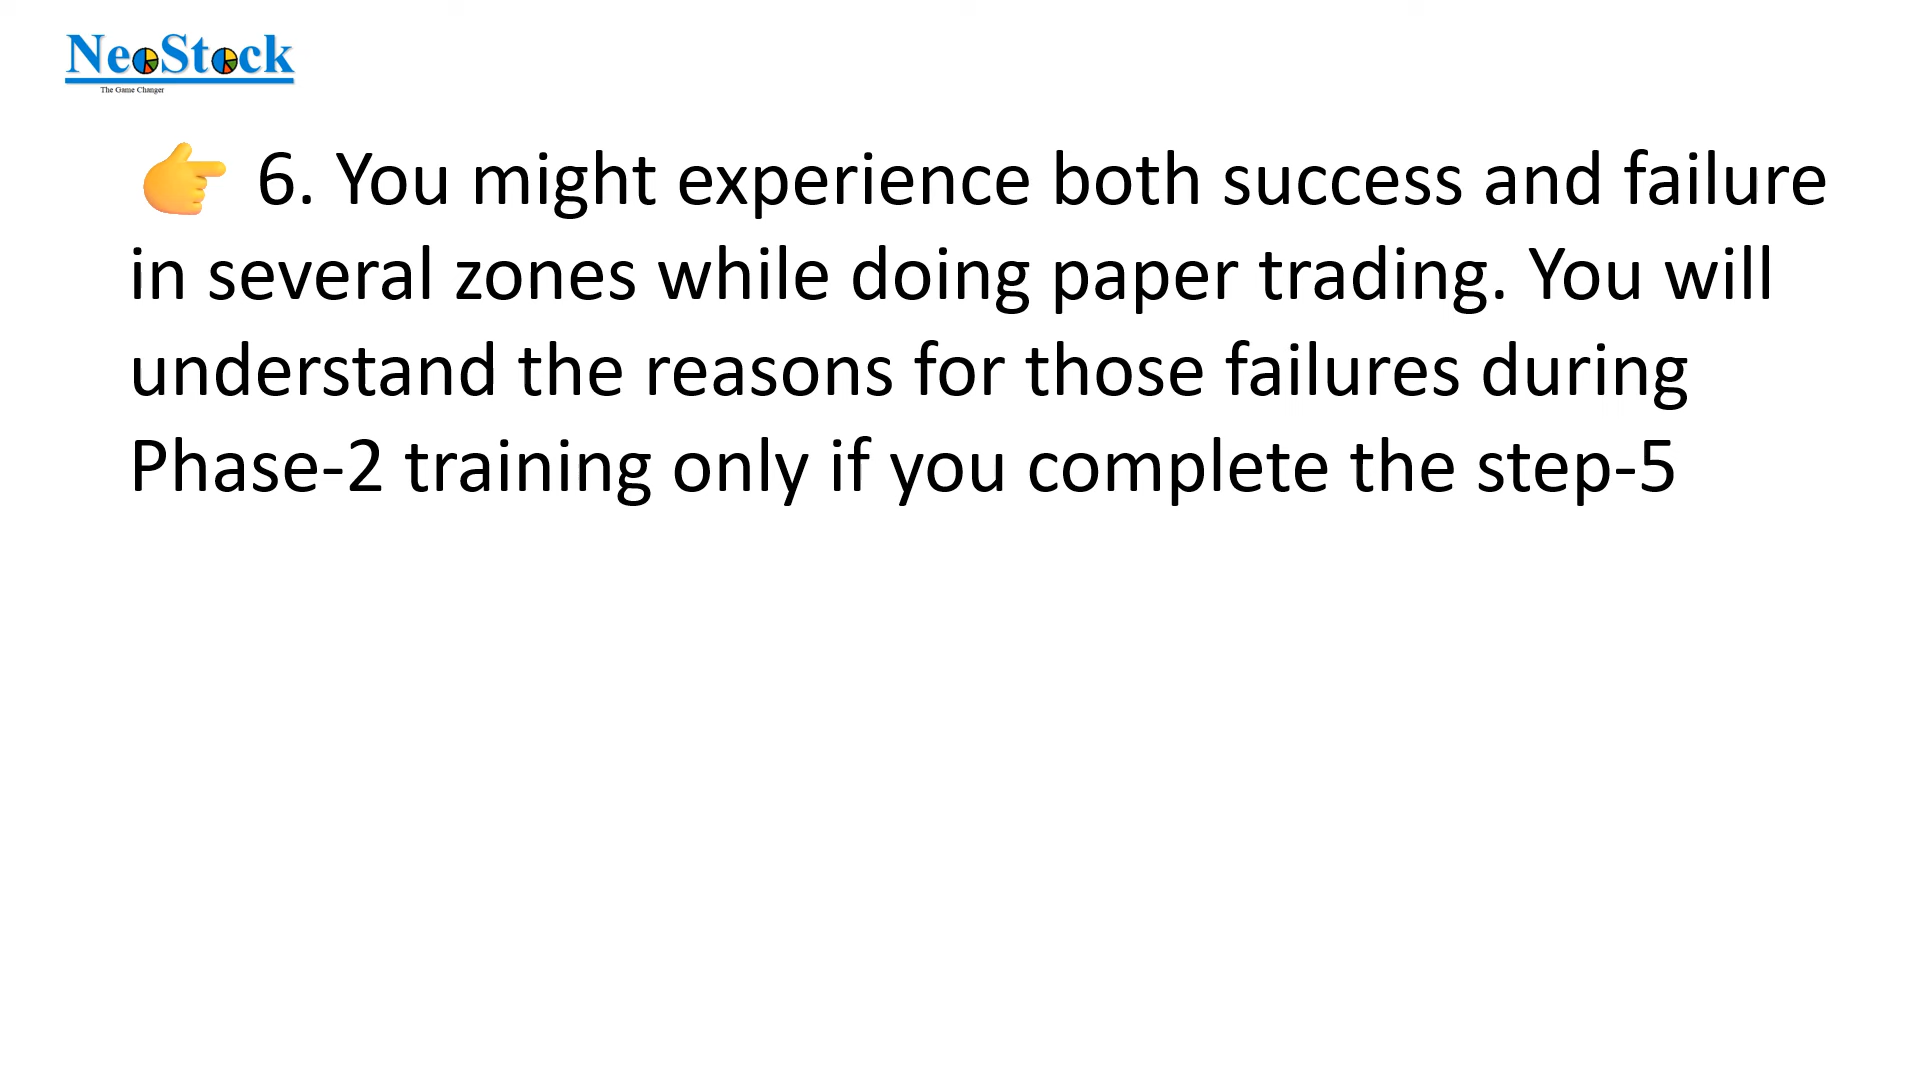 NeoStock
The Game Changer
👉 6. You might experience both success and failure
in several zones while doing paper trading. You will
understand the reasons for those failures during
Phase-2 training only if you complete the step-5